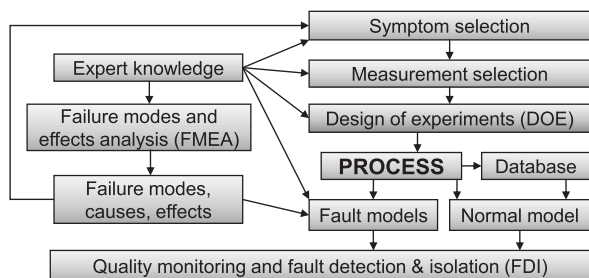 Symptom selection
Expert knowledge
Measurement selection
Failure modes and
effects analysis (FMEA)
Design of experiments (DOE)
PROCESS
Database
Failure modes,
causes, effects
Fault models
Normal model
Quality monitoring and fault detection & isolation (FDI)